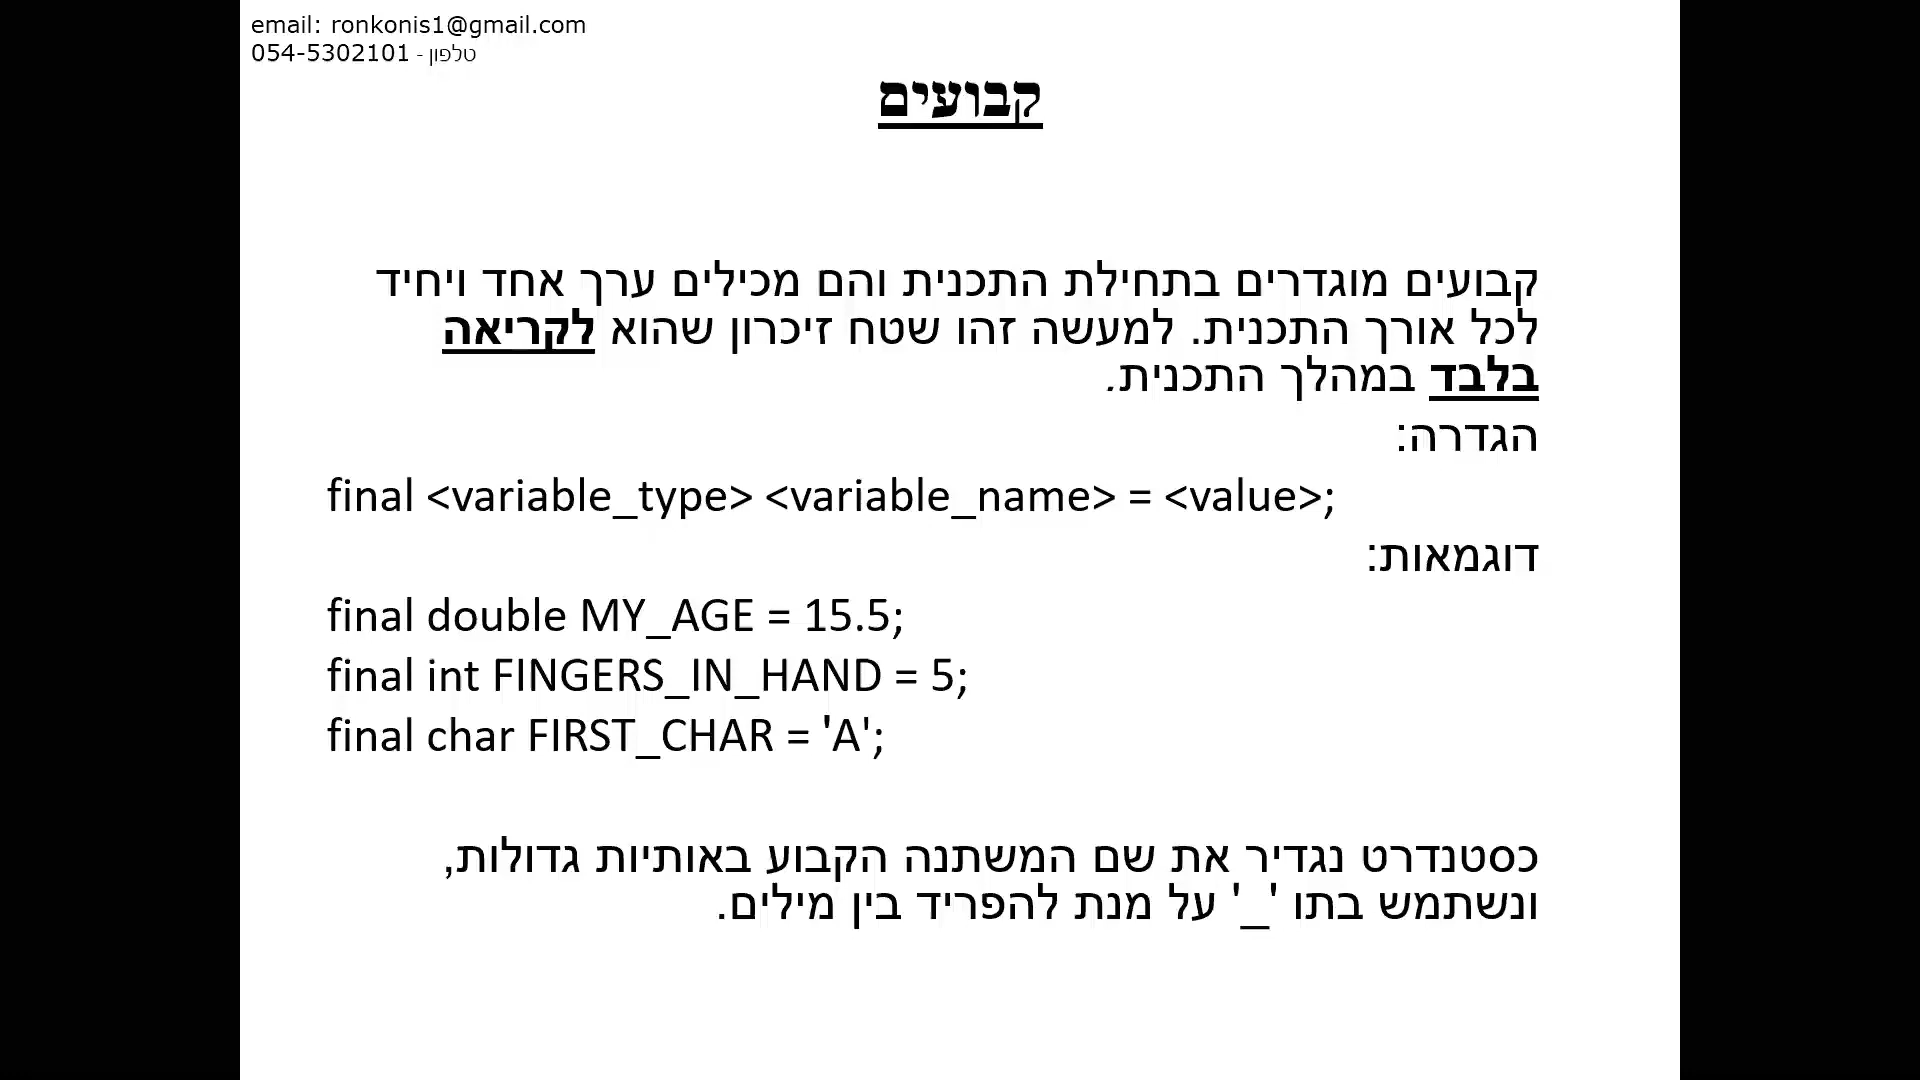 email: ronkonis1@gmail.com
טלפון - 054-5302101
קבועים
קבועים מוגדרים בתחילת התכנית והם מכילים ערך אחד ויחיד
לכל אורך התכנית. למעשה זהו שטח זיכרון שהוא לקריאה
בלבד במהלך התכנית.
הגדרה:
final <variable_type> <variable_name> = <value>;
דוגמאות:
final double MY_AGE = 15.5;
final int FINGERS_IN_HAND = 5;
final char FIRST_CHAR = 'A';
כסטנדרט נגדיר את שם המשתנה הקבוע באותיות גדולות,
ונשתמש בתו '_' על מנת להפריד בין מילים.